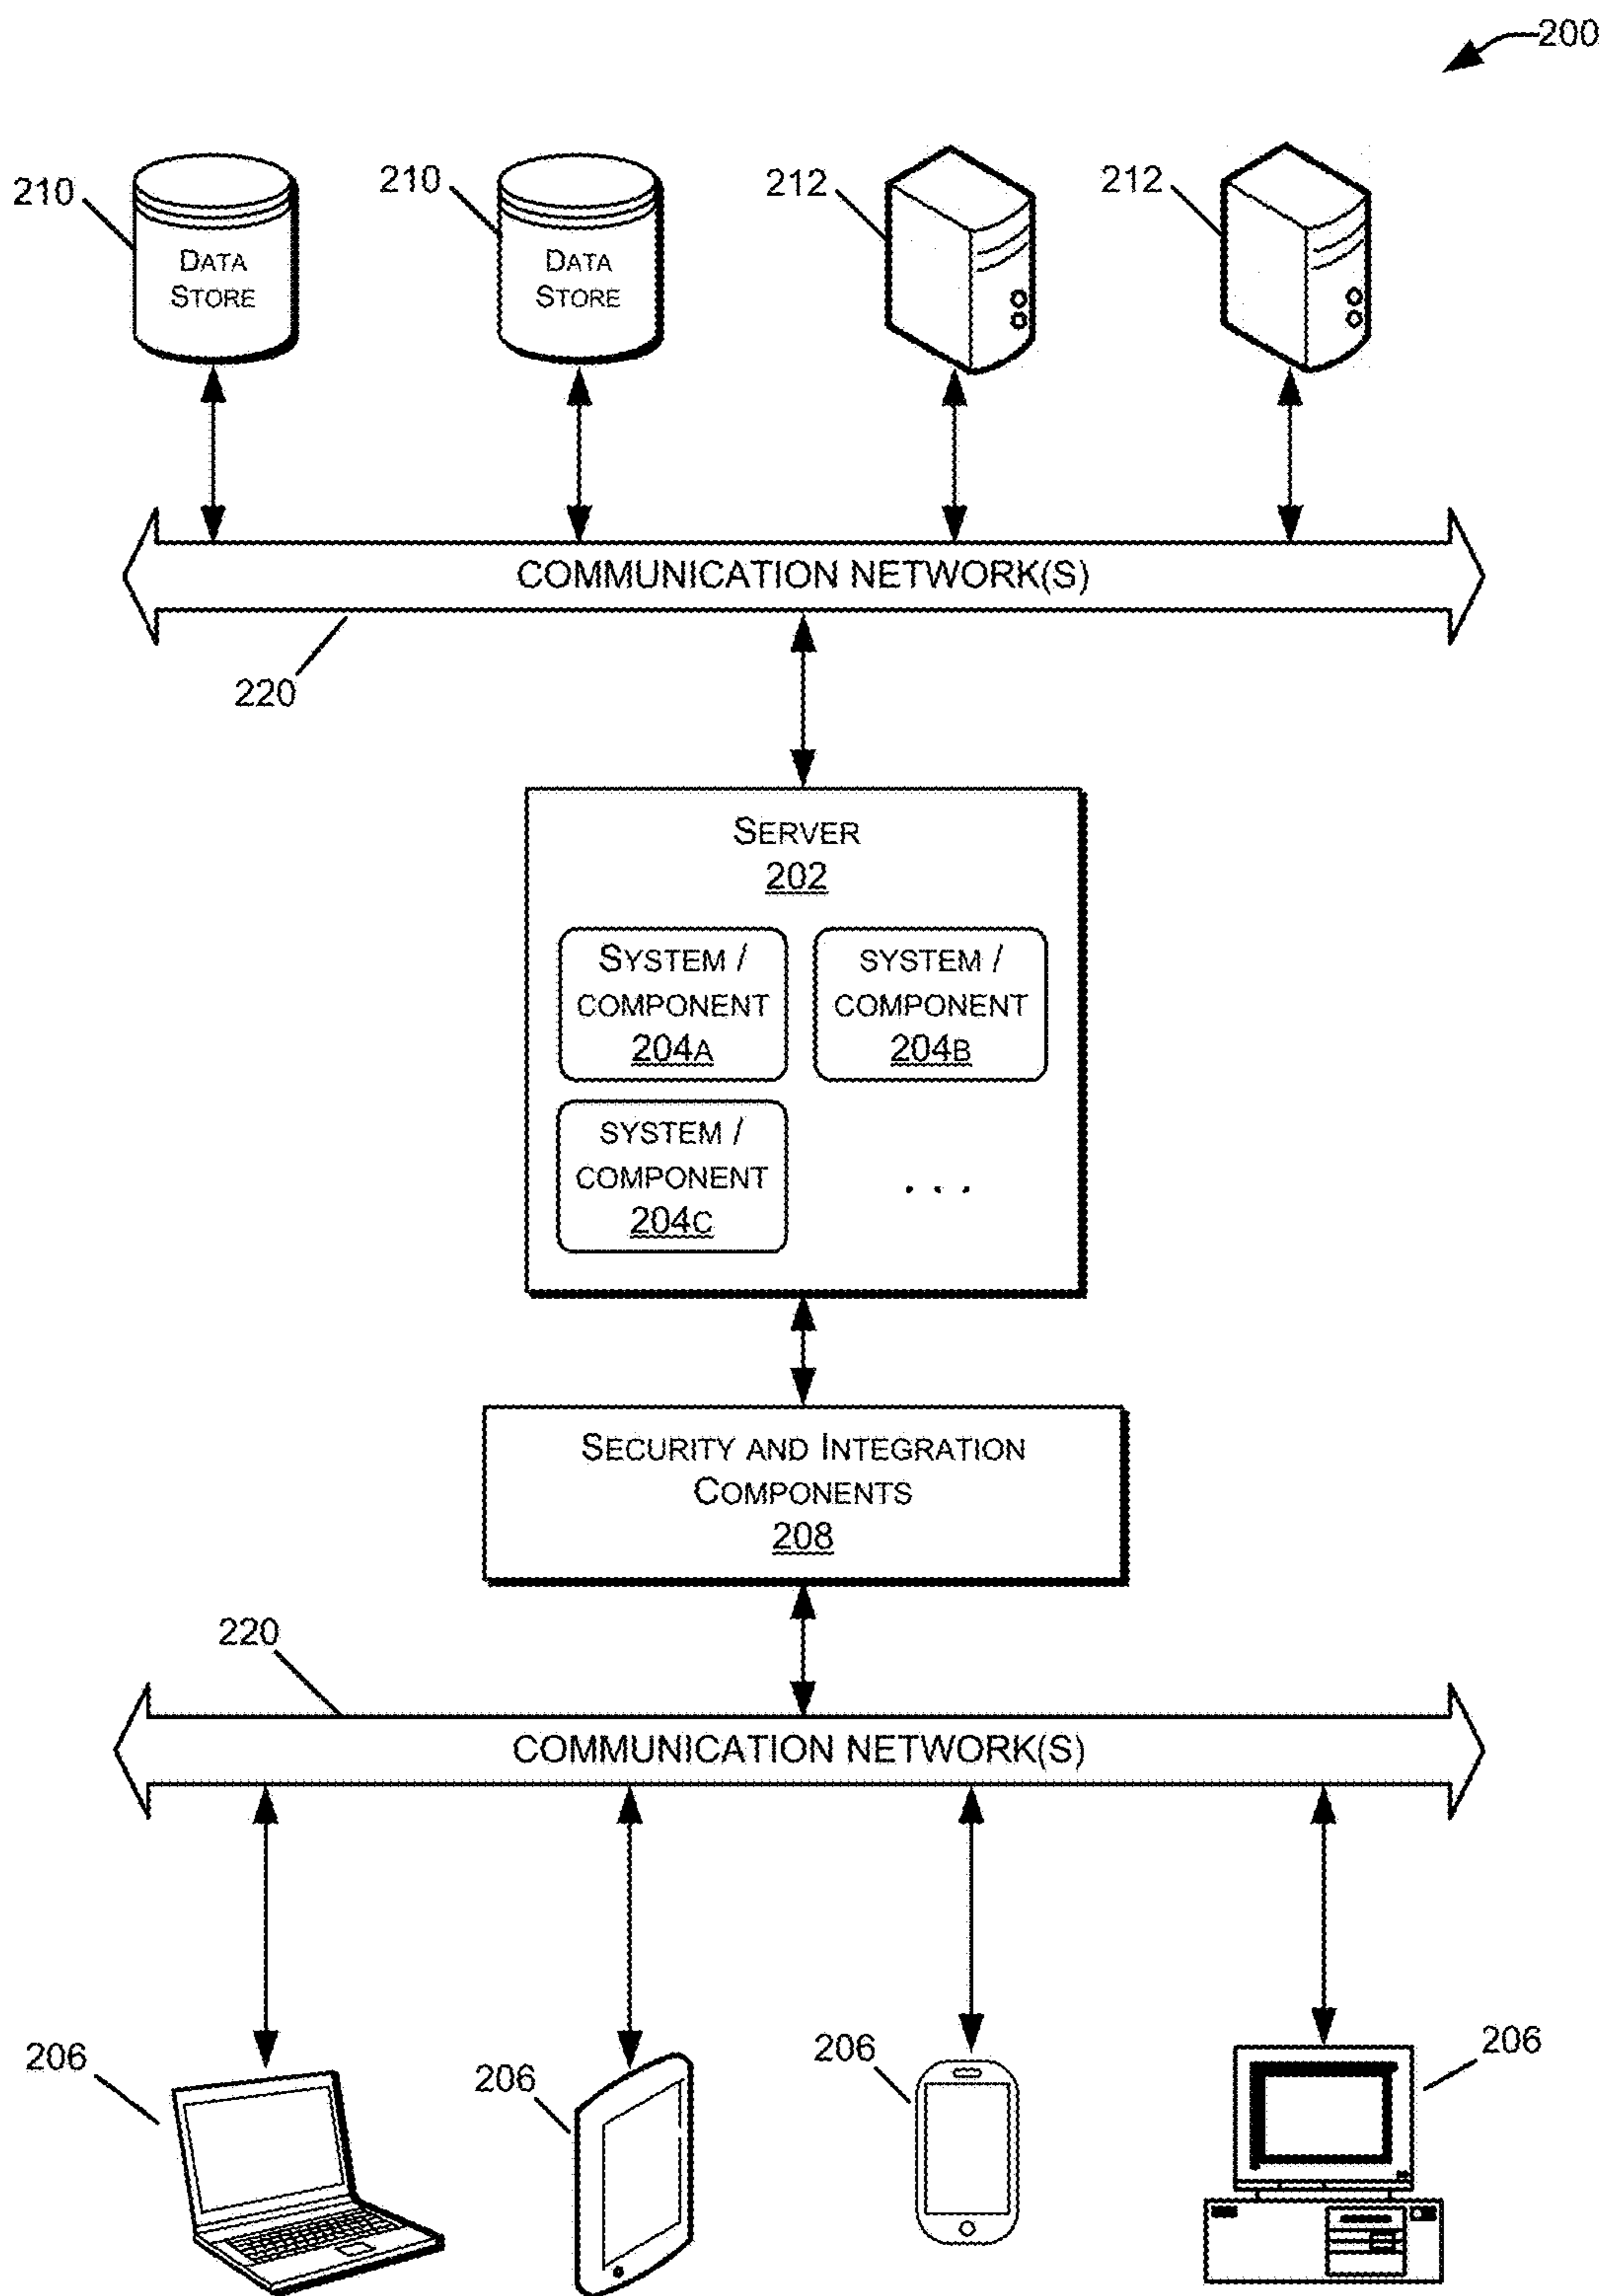 200
210
210
212
212
DATA
STORE
DATA
STORE
COMMUNICATION NETWORK(S)
220
SERVER
202
SYSTEM /
COMPONENT
204A
SYSTEM /
COMPONENT
204B
SYSTEM /
COMPONENT
204C
. . .
SECURITY AND INTEGRATION
COMPONENTS
208
220
COMMUNICATION NETWORK(S)
206
206
206
206